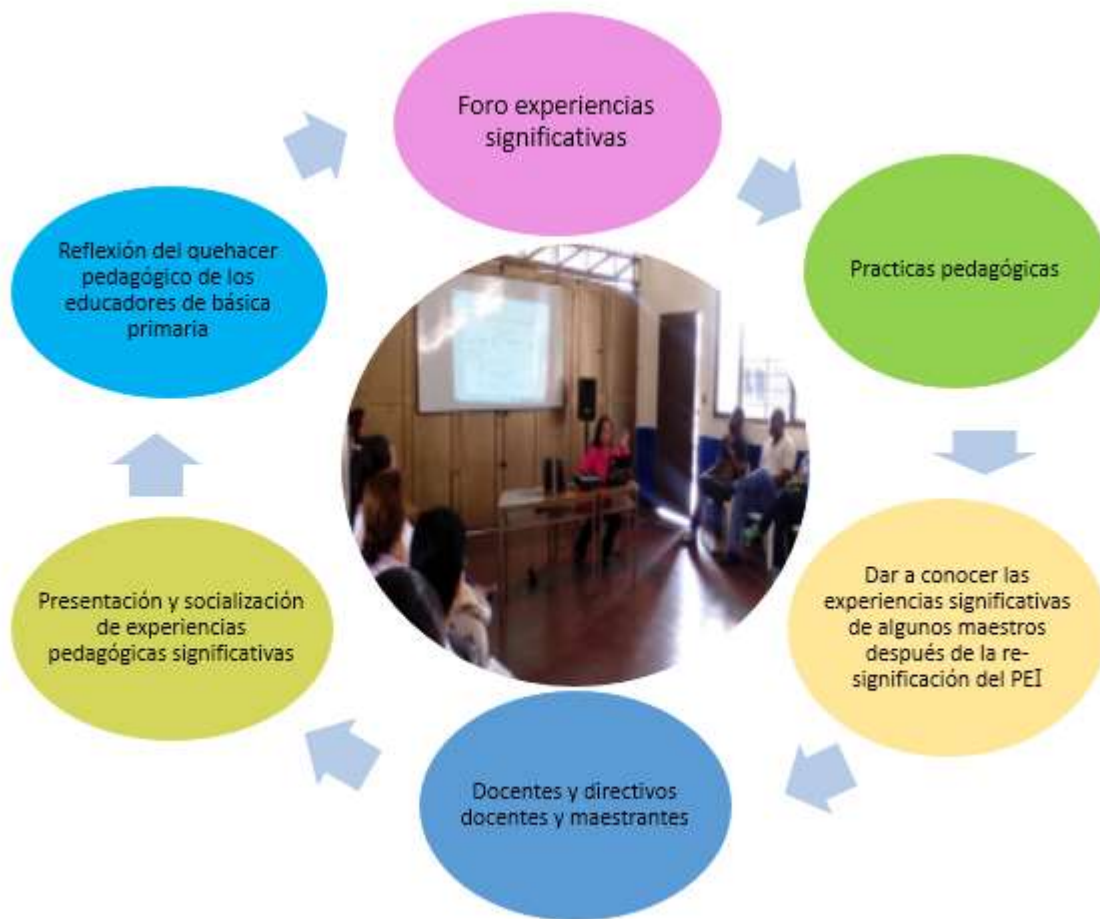 Foro experiencias
significativas
Practicas pedagógicas
Dar a conocer las
experiencias significativas
de algunos maestros
después de la re-
significación del PEI
Docentes y directivos
docentes y maestrantes
Presentación y socialización
de experiencias
pedagógicas significativas
Reflexión del quehacer
pedagógico de los
educadores de básica
primaria